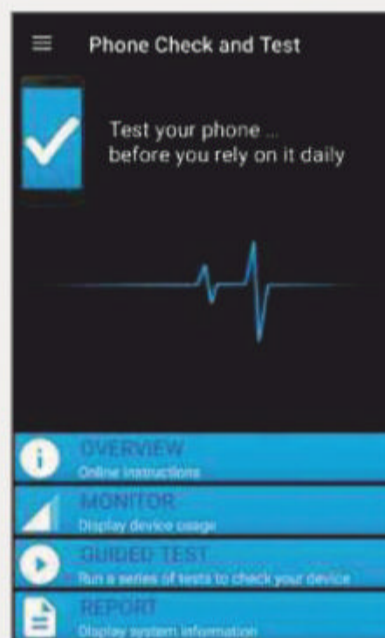 Phone Check and Test
Test your phone ...
before you rely on it daily
OVERVIEW
Online instructions
MONITOR
Display device usage
GUIDED TEST
Run a series of tests to check your device
REPORT
Display system information